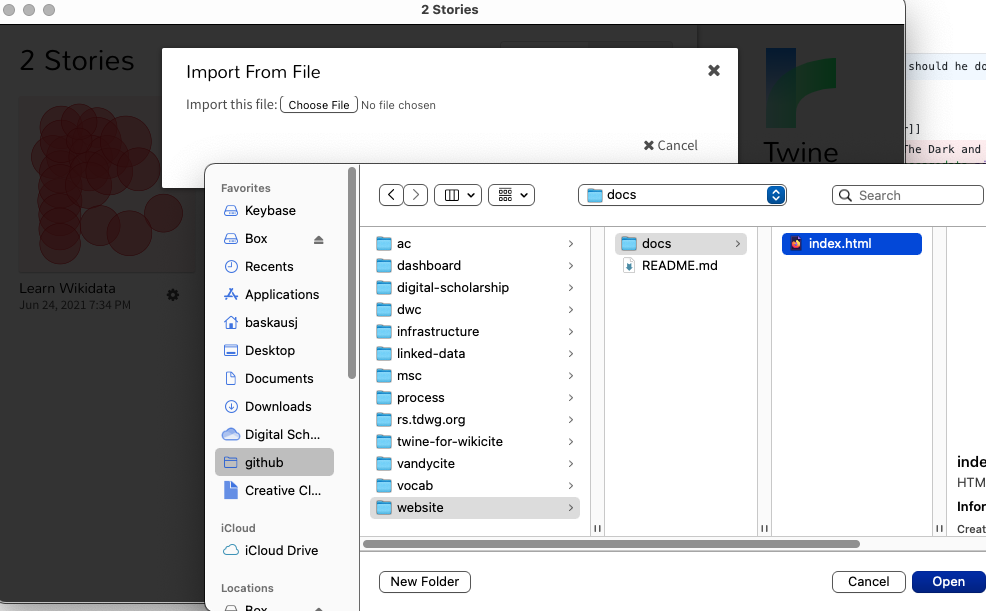 2 Stories
2 Stories
Import From File
Import this file: Choose File No file chosen
Cancel
Twine
Learn Wikidata
Jun 24, 2021 7:34 PM
should he do
r]]
The Dark and
Favorites
Keybase
Box
Recents
Applications
baskausj
Desktop
Documents
Downloads
Digital Sch...
github
Creative Cl...
iCloud
iCloud Drive
Locations
Box
docs
Search
ac
dashboard
digital-scholarship
dwc
infrastructure
linked-data
msc
process
rs.tdwg.org
twine-for-wikicite
vandycite
vocab
website
docs
README.md
index.html
inde
HTM
Infor
Creat
New Folder
Cancel
Open